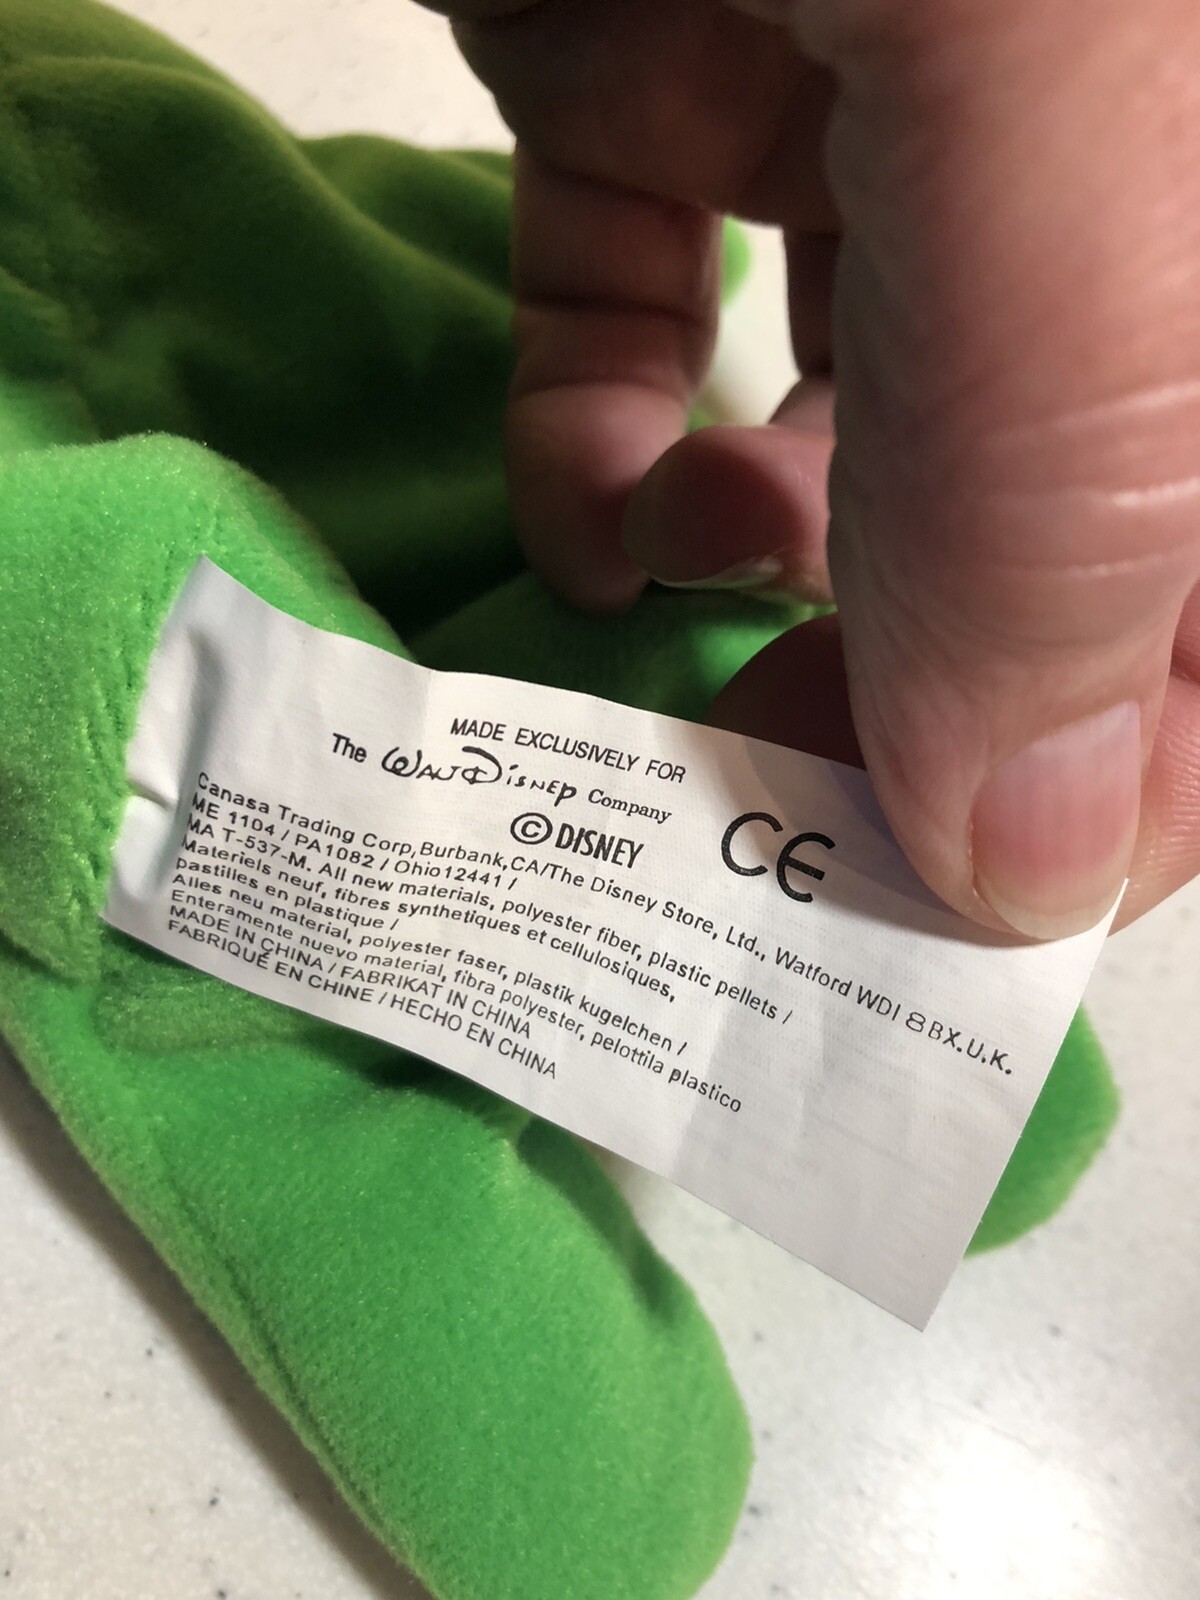 MADE EXCLUSIVELY FOR
The WALT DISNEP Company
© DISNEY
CE
Canasa Trading Corp, Burbank, CA/The Disney Store, Ltd., Watford WD1 8BX.U.K.
ME 1104 / PA1082 / Ohio12441 /
MA T-537-M. All new materials, polyester fiber, plastic pellets /
Materiels neuf, fibres synthetiques et cellulosiques,
pastilles en plastique /
Alles neu material, polyester faser, plastik kugelchen /
Enteramente nuevo material, fibra polyester, pelottila plastico
MADE IN CHINA / FABRIKAT IN CHINA
FABRIQUÉ EN CHINE / HECHO EN CHINA